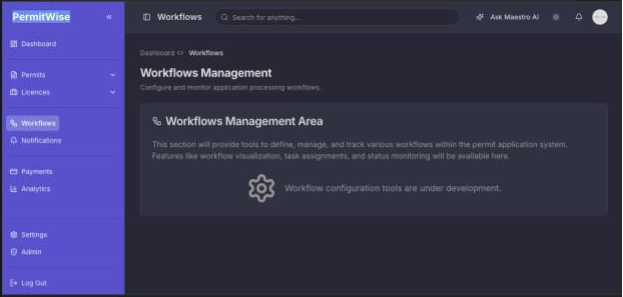 PermitWise
Workflows
Search for anything...
Ask Maestro AI
Dashboard
Permits
Licences
Workflows
Notifications
Payments
Analytics
Settings
Admin
Log Out
Dashboard <> Workflows
Workflows Management
Configure and monitor application processing workflows.
Workflows Management Area
This section will provide tools to define, manage, and track various workflows within the permit application system.
Features like workflow visualization, task assignments, and status monitoring will be available here.
Workflow configuration tools are under development.